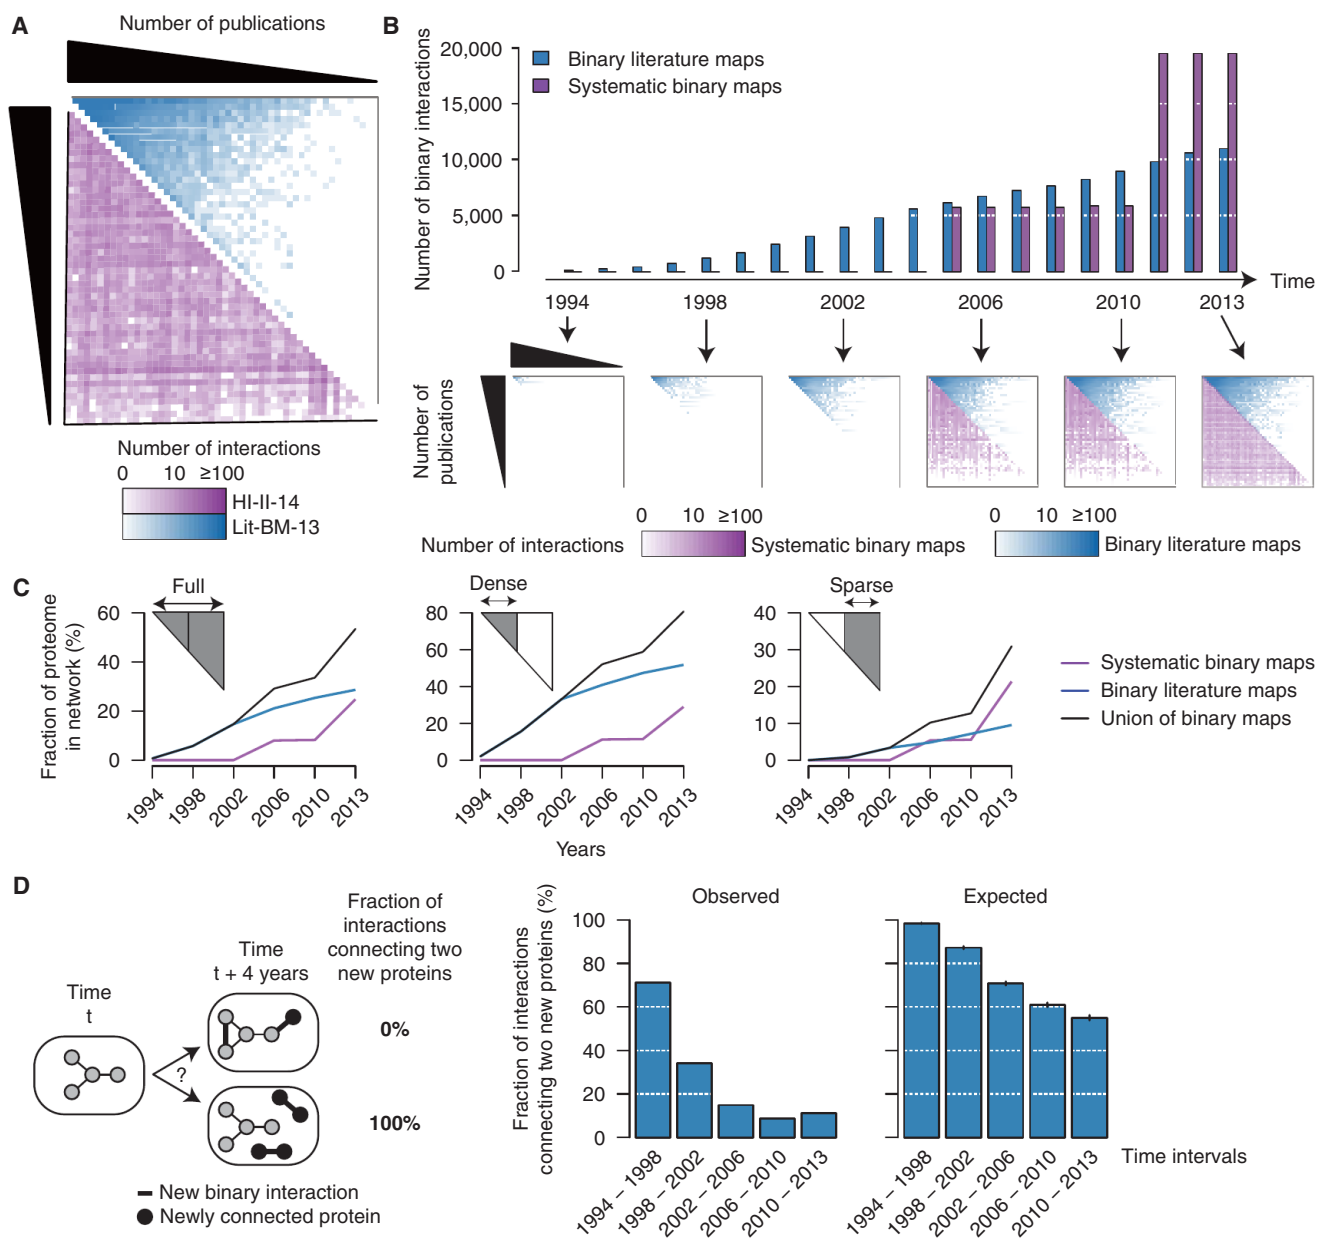 A
Number of publications
Number of interactions
0 10 ≥100
HI-II-14
Lit-BM-13
B
Number of binary interactions
20,000
15,000
10,000
5,000
0
Binary literature maps
Systematic binary maps
Time
1994 1998 2002 2006 2010 2013
Number of
publications
Number of interactions
0 10 ≥100
Systematic binary maps
0 10 ≥100
Binary literature maps
C
Fraction of proteome
in network (%)
Full
60
40
20
0
1994 1998 2002 2006 2010 2013
Dense
80
60
40
20
0
1994 1998 2002 2006 2010 2013
Years
Sparse
40
30
20
10
0
1994 1998 2002 2006 2010 2013
Systematic binary maps
Binary literature maps
Union of binary maps
D
Time
t
?
Time
t + 4 years
Fraction of
interactions
connecting two
new proteins
0%
100%
New binary interaction
Newly connected protein
Fraction of interactions
connecting two new proteins (%)
Observed
100
80
60
40
20
0
1994 – 1998
1998 – 2002
2002 – 2006
2006 – 2010
2010 – 2013
Expected
1994 – 1998
1998 – 2002
2002 – 2006
2006 – 2010
2010 – 2013
Time intervals